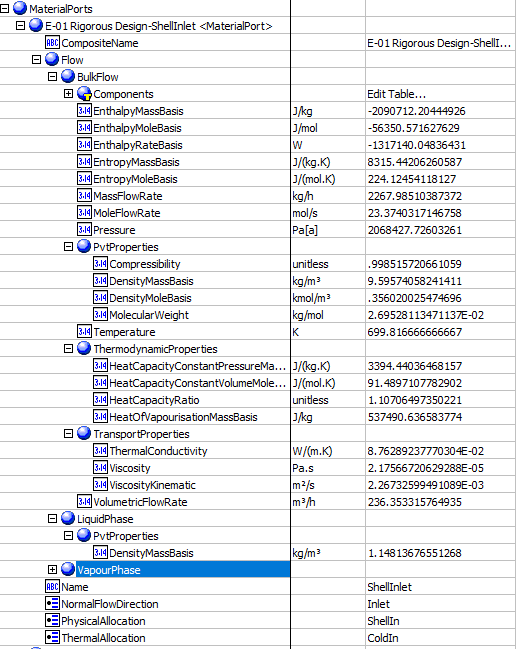 MaterialPorts
E-01 Rigorous Design-ShellInlet <MaterialPort>
CompositeName E-01 Rigorous Design-ShellI...
Flow
BulkFlow
Components Edit Table...
EnthalpyMassBasis J/kg -2090712.20444926
EnthalpyMoleBasis J/mol -56350.571627629
EnthalpyRateBasis W -1317140.04836431
EntropyMassBasis J/(kg.K) 8315.44206260587
EntropyMoleBasis J/(mol.K) 224.12454118127
MassFlowRate kg/h 2267.98510387372
MoleFlowRate mol/s 23.3740317146758
Pressure Pa[a] 2068427.72603261
PvtProperties
Compressibility unitless .998515720661059
DensityMassBasis kg/m³ 9.59574058241411
DensityMoleBasis kmol/m³ .356020025474696
MolecularWeight kg/mol 2.69528113471137E-02
Temperature K 699.816666666667
ThermodynamicProperties
HeatCapacityConstantPressureMa... J/(kg.K) 3394.44036468157
HeatCapacityConstantVolumeMole... J/(mol.K) 91.4897107782902
HeatCapacityRatio unitless 1.10706497350221
HeatOfVapourisationMassBasis J/kg 537490.636583774
TransportProperties
ThermalConductivity W/(m.K) 8.76289237770304E-02
Viscosity Pa.s 2.17566720629288E-05
ViscosityKinematic m²/s 2.26732599491089E-03
VolumetricFlowRate m³/h 236.353315764935
LiquidPhase
PvtProperties
DensityMassBasis kg/m³ 1.14813676551268
VapourPhase
Name ShellInlet
NormalFlowDirection Inlet
PhysicalAllocation ShellIn
ThermalAllocation ColdIn